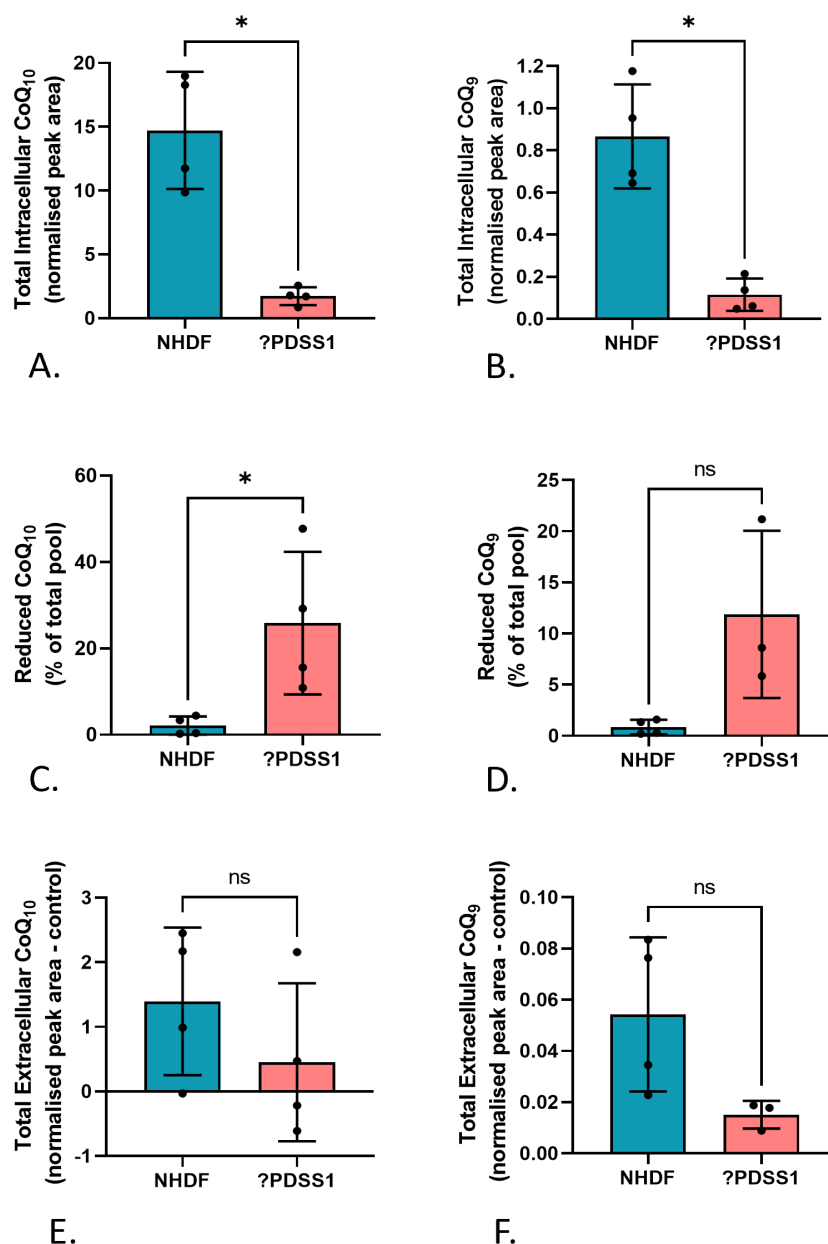 *
Total Intracellular CoQ₁₀
(normalised peak area)
20
15
10
5
0
NHDF ?PDSS1
A.
*
Total Intracellular CoQ₉
(normalised peak area)
1.2
1.0
0.8
0.6
0.4
0.2
0.0
NHDF ?PDSS1
B.
*
Reduced CoQ₁₀
(% of total pool)
60
40
20
0
NHDF ?PDSS1
C.
ns
Reduced CoQ₉
(% of total pool)
25
20
15
10
5
0
NHDF ?PDSS1
D.
ns
Total Extracellular CoQ₁₀
(normalised peak area - control)
3
2
1
0
-1
NHDF ?PDSS1
E.
ns
Total Extracellular CoQ₉
(normalised peak area - control)
0.10
0.08
0.06
0.04
0.02
0.00
NHDF ?PDSS1
F.